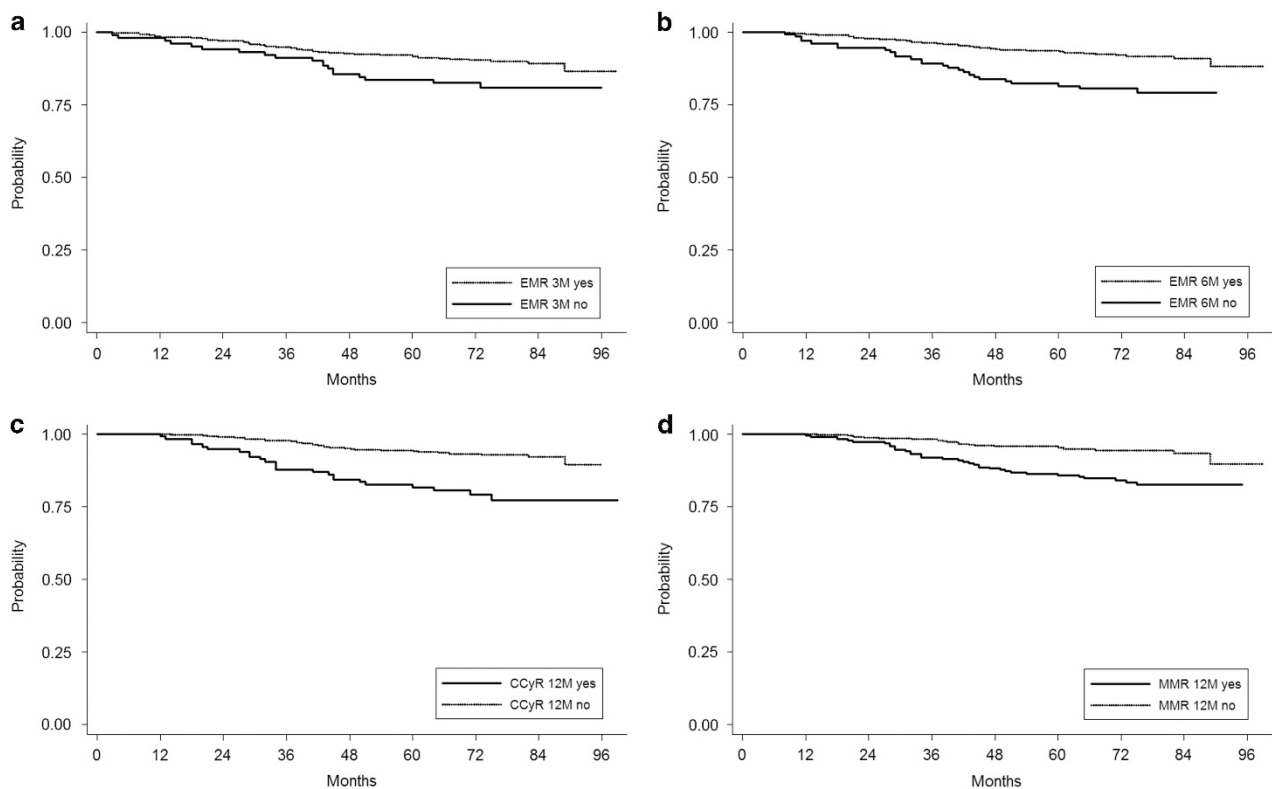 a
1.00
0.75
0.50
0.25
0.00
Probability
EMR 3M yes
EMR 3M no
0 12 24 36 48 60 72 84 96
Months
b
1.00
0.75
0.50
0.25
0.00
Probability
EMR 6M yes
EMR 6M no
0 12 24 36 48 60 72 84 96
Months
c
1.00
0.75
0.50
0.25
0.00
Probability
CCyR 12M yes
CCyR 12M no
0 12 24 36 48 60 72 84 96
Months
d
1.00
0.75
0.50
0.25
0.00
Probability
MMR 12M yes
MMR 12M no
0 12 24 36 48 60 72 84 96
Months